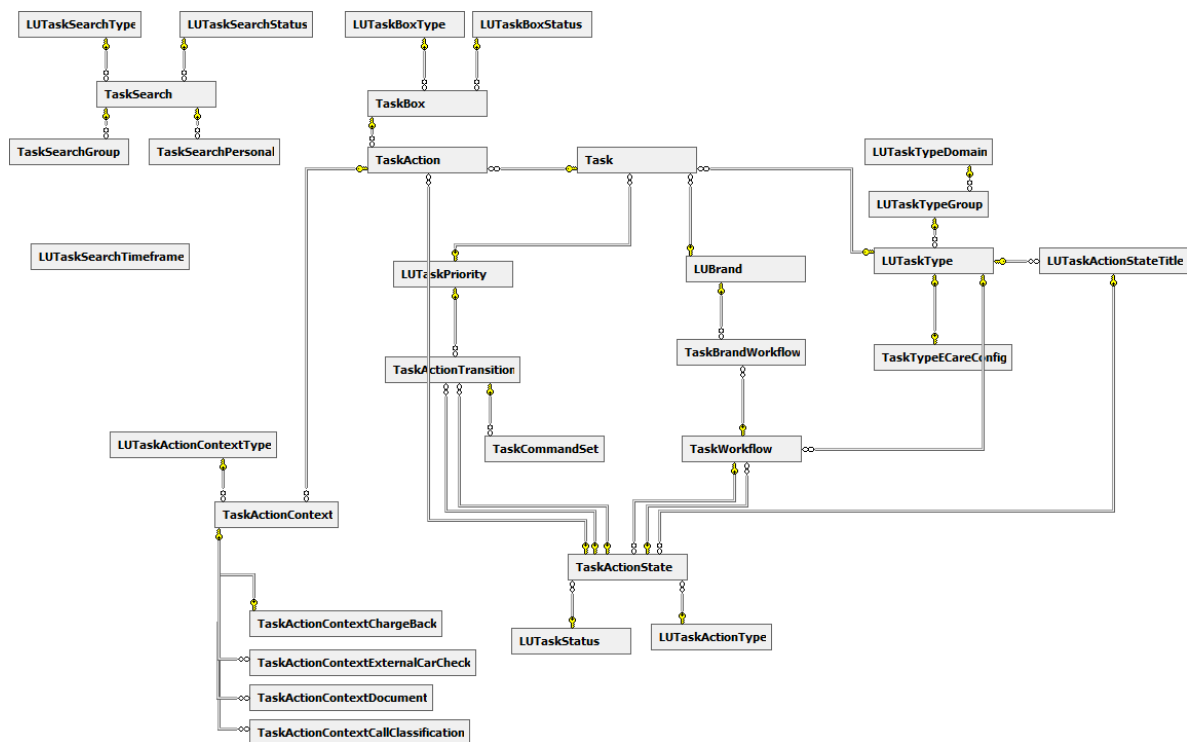 LUTaskSearchType
LUTaskSearchStatus
LUTaskBoxType
LUTaskBoxStatus
TaskSearch
TaskBox
TaskSearchGroup
TaskSearchPersonal
TaskAction
Task
LUTaskTypeDomain
LUTaskTypeGroup
LUTaskSearchTimeframe
LUTaskPriority
LUBrand
LUTaskType
LUTaskActionStateTitle
TaskActionTransition
TaskBrandWorkflow
TaskTypeECareConfig
LUTaskActionContextType
TaskCommandSet
TaskWorkflow
TaskActionContext
TaskActionState
TaskActionContextChargeBack
LUTaskStatus
LUTaskActionType
TaskActionContextExternalCarCheck
TaskActionContextDocument
TaskActionContextCallClassification